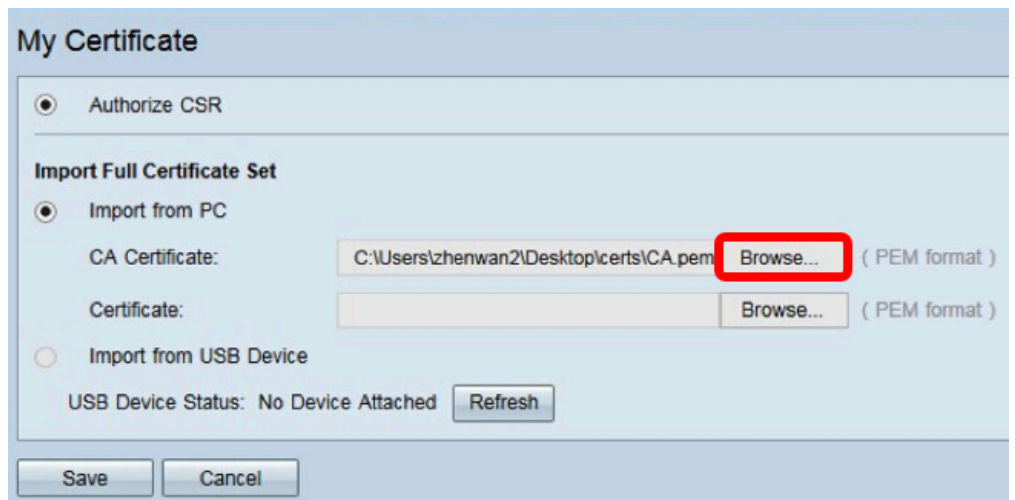 My Certificate
Authorize CSR
Import Full Certificate Set
Import from PC
CA Certificate: C:\Users\zhenwan2\Desktop\certs\CA.pem Browse... ( PEM format )
Certificate: Browse... ( PEM format )
Import from USB Device
USB Device Status: No Device Attached Refresh
Save Cancel